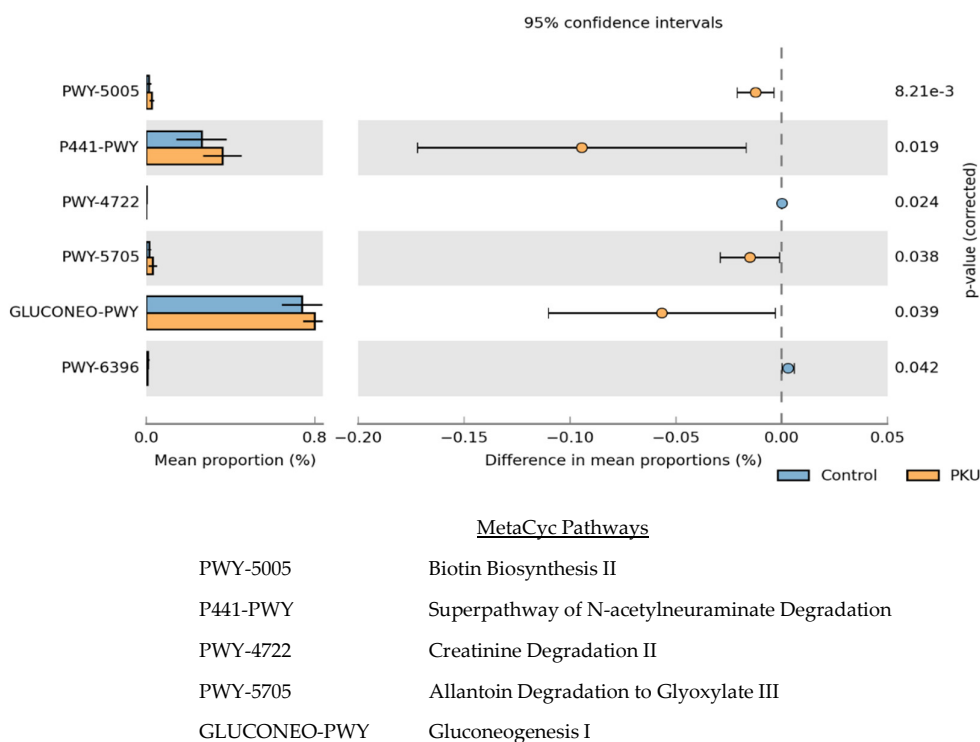 95% confidence intervals
PWY-5005 8.21e-3
P441-PWY 0.019
PWY-4722 0.024
PWY-5705 0.038
GLUCONEO-PWY 0.039
PWY-6396 0.042
p-value (corrected)
0.0 0.8 −0.20 −0.15 −0.10 −0.05 0.00 0.05
Mean proportion (%) Difference in mean proportions (%)
Control PKU
MetaCyc Pathways
PWY-5005 Biotin Biosynthesis II
P441-PWY Superpathway of N-acetylneuraminate Degradation
PWY-4722 Creatinine Degradation II
PWY-5705 Allantoin Degradation to Glyoxylate III
GLUCONEO-PWY Gluconeogenesis I